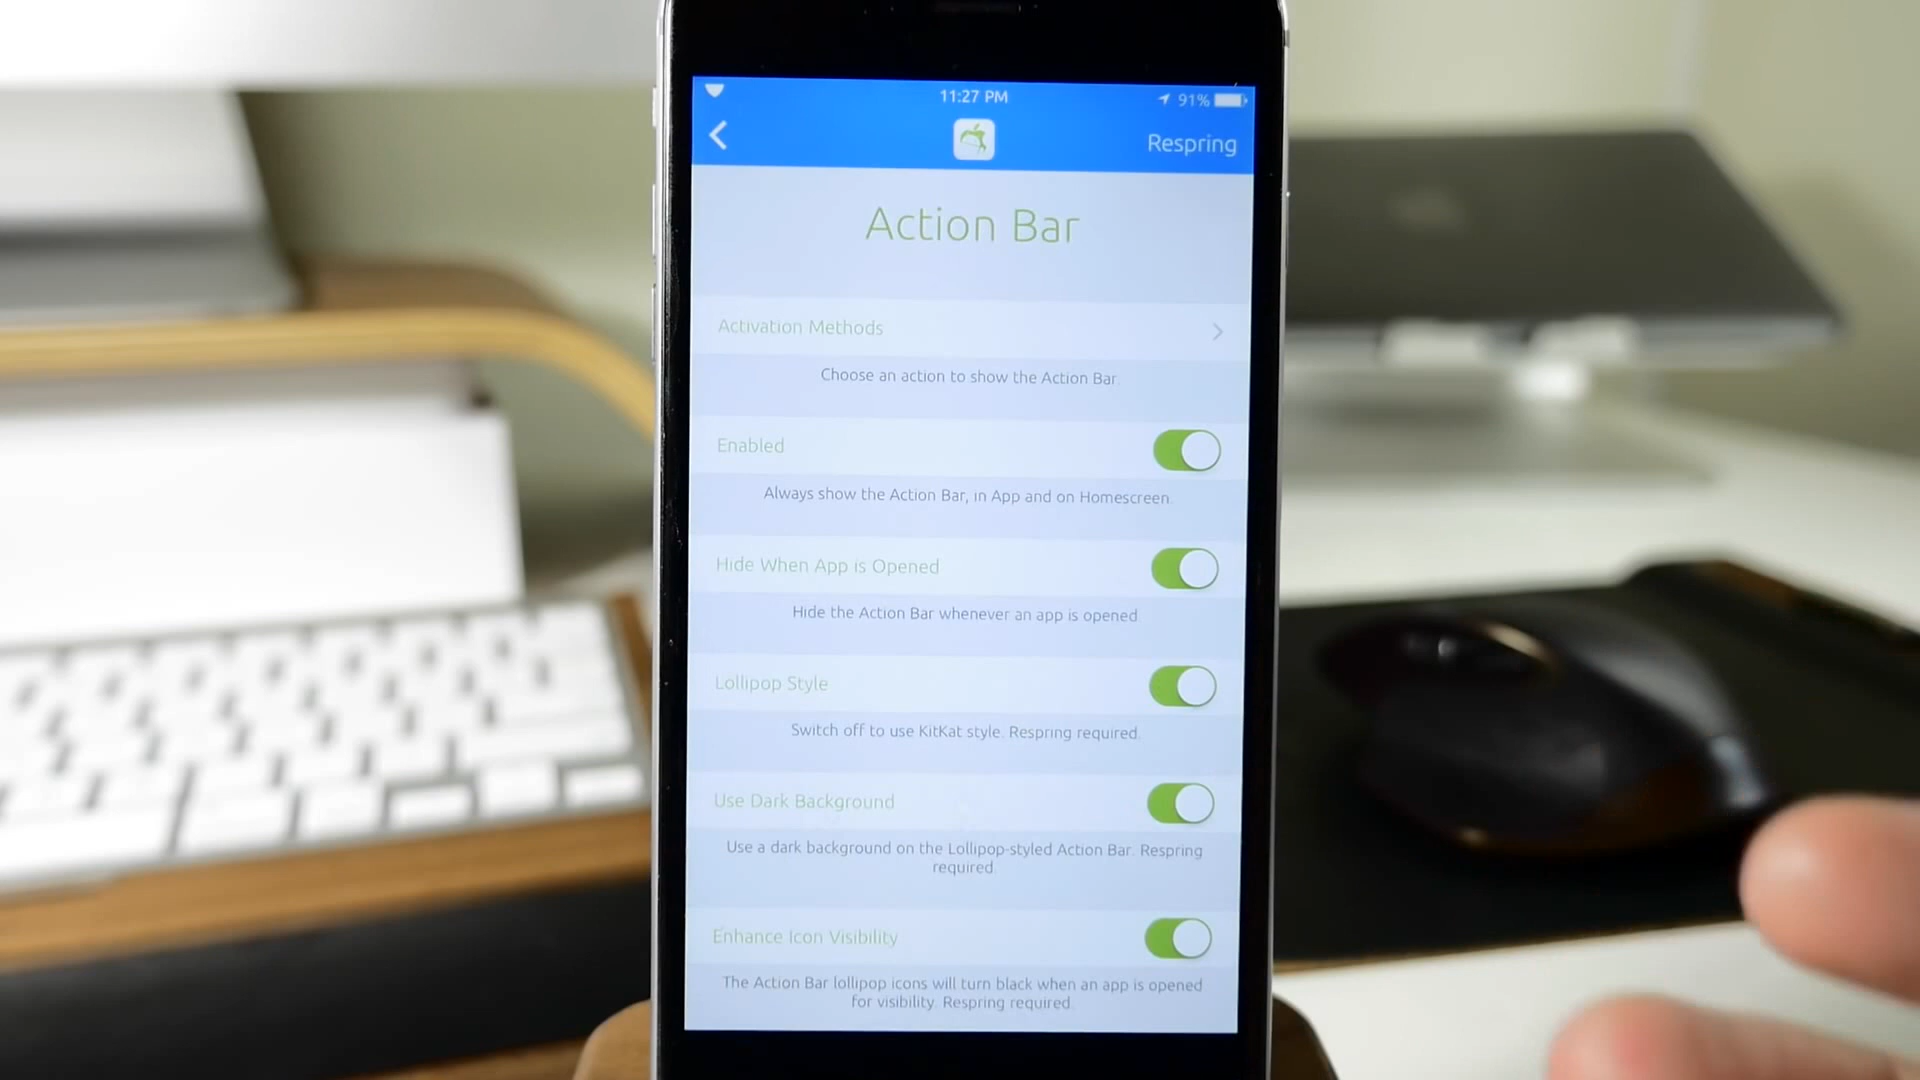 11:27 PM
91%
Respring
Action Bar
Activation Methods
Choose an action to show the Action Bar.
Enabled
Always show the Action Bar, in App and on Homescreen.
Hide When App is Opened
Hide the Action Bar whenever an app is opened
Lollipop Style
Switch off to use KitKat style. Respring required.
Use Dark Background
Use a dark background on the Lollipop-styled Action Bar. Respring
required.
Enhance Icon Visibility
The Action Bar lollipop icons will turn black when an app is opened
for visibility. Respring required.